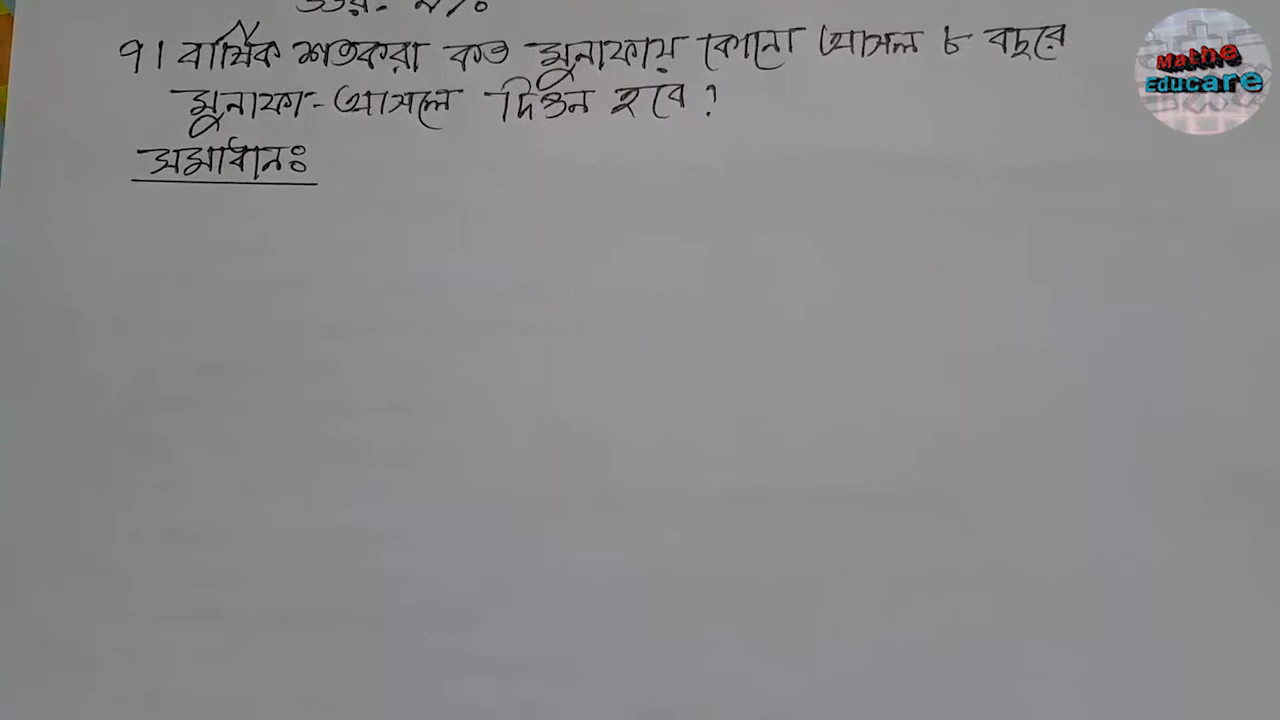 ৭। বার্ষিক শতকরা কত মুনাফায় কোনো আসল ৮ বছরে
মুনাফা-আসলে দিগুন হবে?
সমাধানঃ
Mathe
Educare